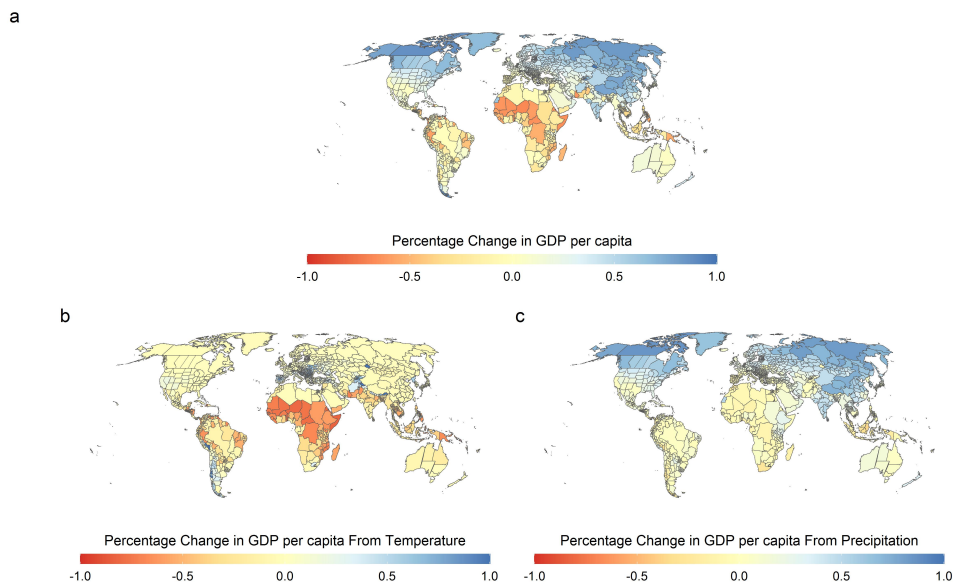 a
Percentage Change in GDP per capita
-1.0 -0.5 0.0 0.5 1.0
b
c
Percentage Change in GDP per capita From Temperature
-1.0 -0.5 0.0 0.5 1.0
Percentage Change in GDP per capita From Precipitation
-1.0 -0.5 0.0 0.5 1.0